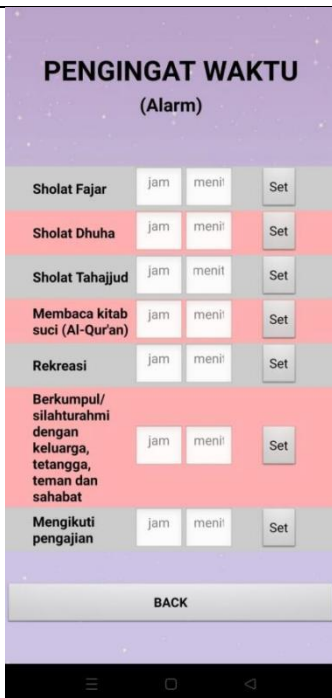 PENGINGAT WAKTU
(Alarm)
Sholat Fajar jam menit Set
Sholat Dhuha jam menit Set
Sholat Tahajjud jam menit Set
Membaca kitab
suci (Al-Qur'an) jam menit Set
Rekreasi jam menit Set
Berkumpul/
silahturahmi
dengan
keluarga, jam menit Set
tetangga,
teman dan
sahabat
Mengikuti
pengajian jam menit Set
BACK